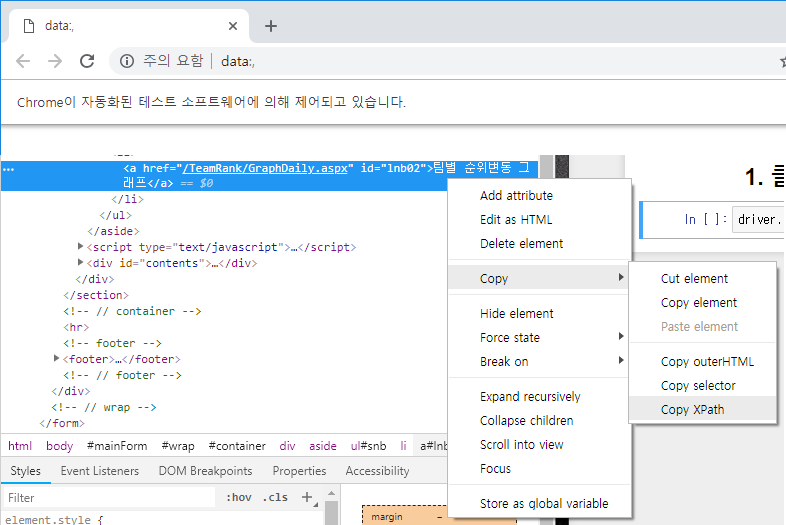 data:,
주의 요함 data:,
Chrome이 자동화된 테스트 소프트웨어에 의해 제어되고 있습니다.
<a href="/TeamRank/GraphDaily.aspx" id="lnb02">팀별 순위변동 그
래프</a> == $0
</li>
</ul>
</aside>
<script type="text/javascript">…</script>
<div id="contents">…</div>
</div>
</section>
<!-- // container -->
<hr>
<!-- footer -->
<footer>…</footer>
<!-- // footer -->
</div>
<!-- // wrap -->
</form>
html body #mainForm #wrap #container div aside ul#snb li a#lnb
Styles Event Listeners DOM Breakpoints Properties Accessibility
Filter :hov .cls +
element.style {
margin –
Add attribute
Edit as HTML
Delete element
Copy
Hide element
Force state
Break on
Expand recursively
Collapse children
Scroll into view
Focus
Store as global variable
Cut element
Copy element
Paste element
Copy outerHTML
Copy selector
Copy XPath
1.
In [ ]: driver.